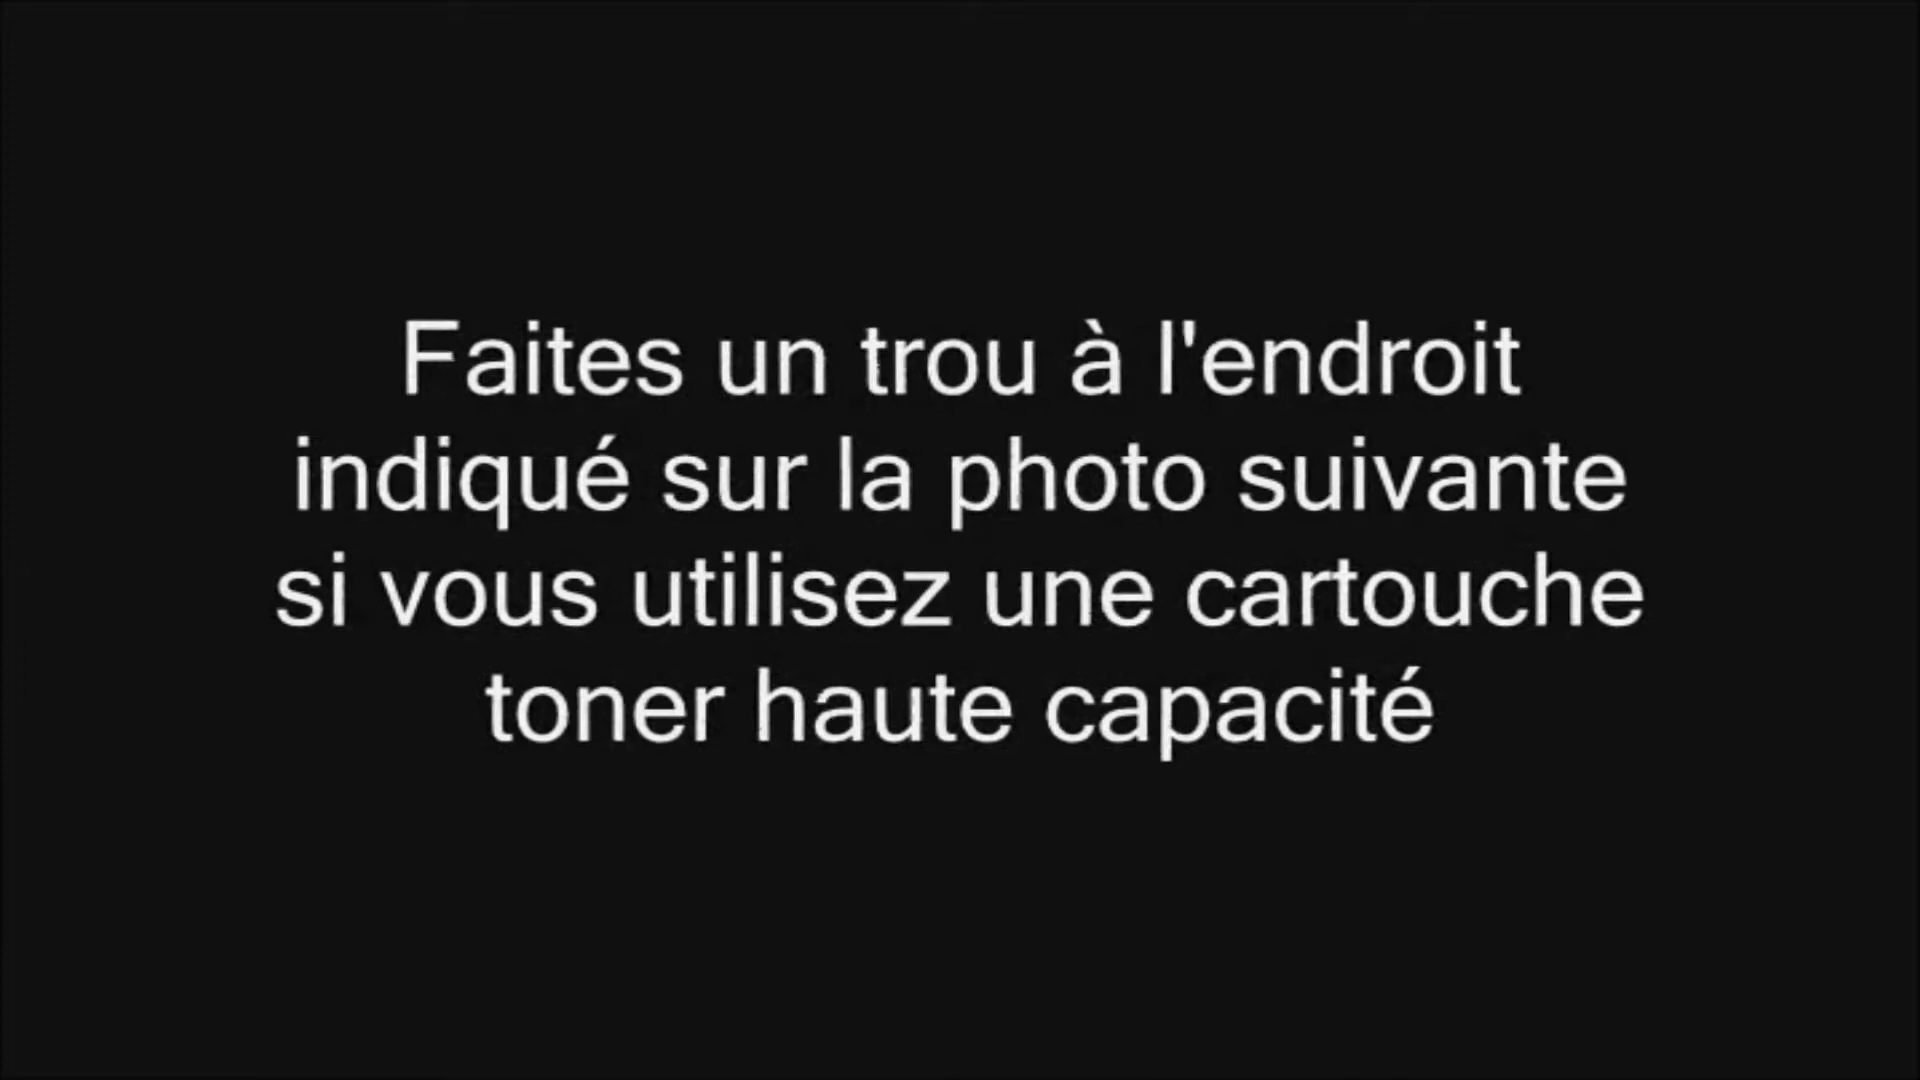 Faites un trou à l'endroit
indiqué sur la photo suivante
si vous utilisez une cartouche
toner haute capacité